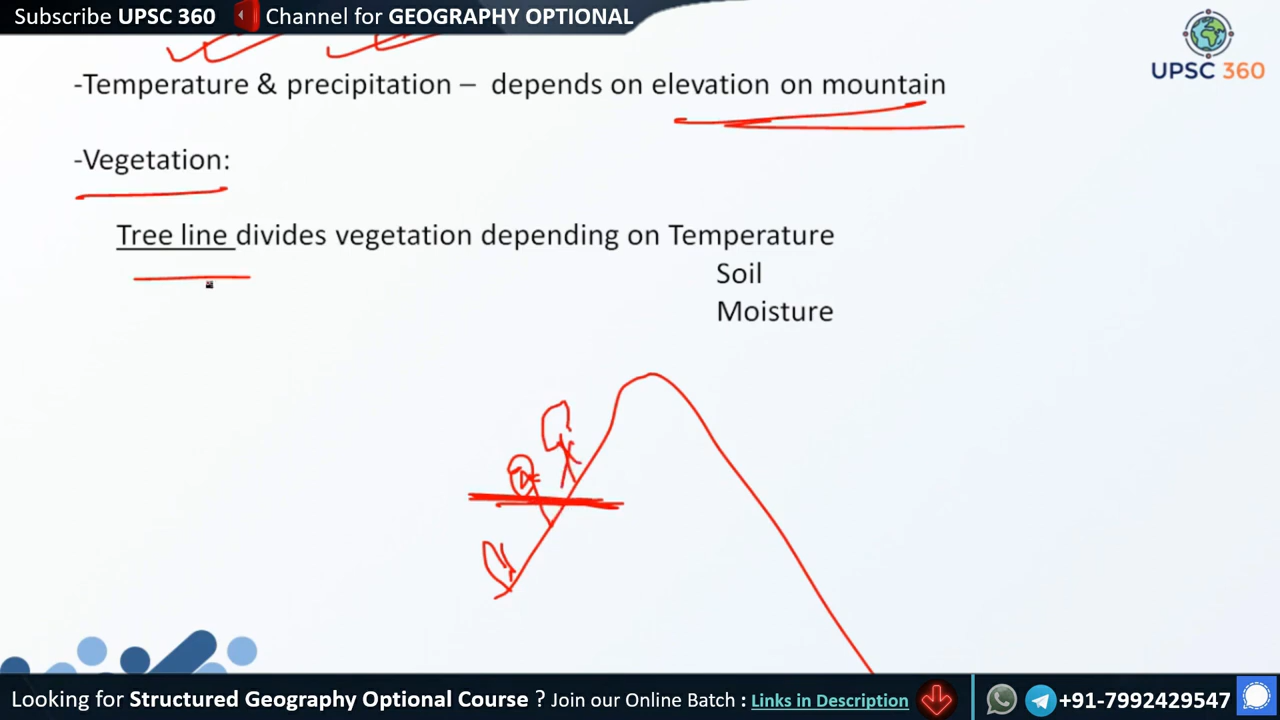 Subscribe UPSC 360 Channel for GEOGRAPHY OPTIONAL
UPSC 360
-Temperature & precipitation – depends on elevation on mountain
-Vegetation:
Tree line divides vegetation depending on Temperature
Soil
Moisture
Looking for Structured Geography Optional Course ? Join our Online Batch : Links in Description
+91-7992429547